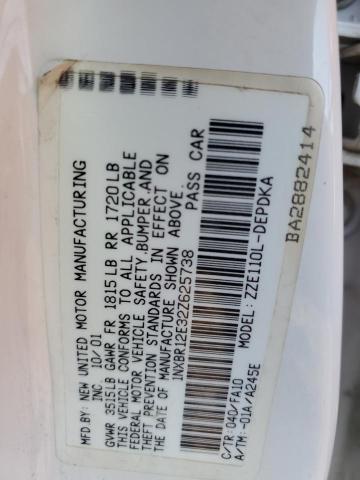 MFD.BY: NEW UNITED MOTOR MANUFACTURING
INC 10/01
GVWR 3515LB GAWR FR 1815LB RR 1720LB
THIS VEHICLE CONFORMS TO ALL APPLICABLE
FEDERAL MOTOR VEHICLE SAFETY,BUMPER,AND
THEFT PREVENTION STANDARDS IN EFFECT ON
THE DATE OF MANUFACTURE SHOWN ABOVE.
1NXBR12E32Z625738 PASS CAR
C/TR:040/FA10 MODEL: ZZE110L-DEPDKA
A/TM:-01A/A245E
BA2882414